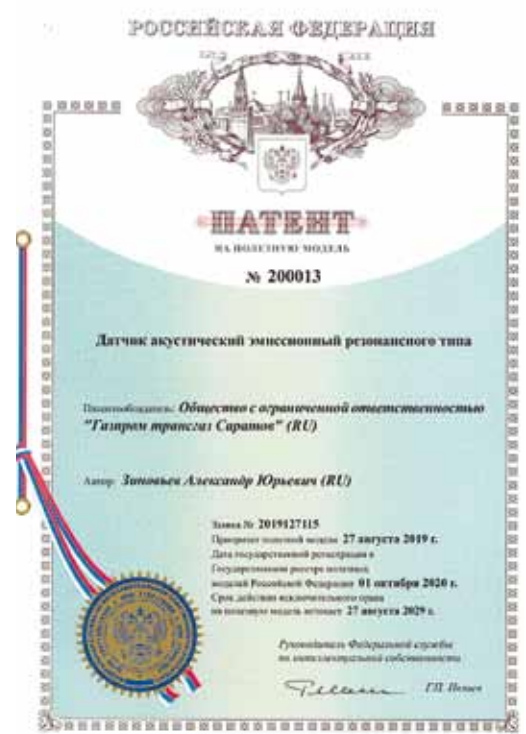 РОССИЙСКАЯ ФЕДЕРАЦИЯ
ПАТЕНТ
НА ПОЛЕЗНУЮ МОДЕЛЬ
№ 200013
Датчик акустический эмиссионный резонансного типа
Патентообладатель: Общество с ограниченной ответственностью
"Газпром трансгаз Саратов" (RU)
Автор: Зиновьев Александр Юрьевич (RU)
Заявка № 2019127115
Приоритет полезной модели 27 августа 2019 г.
Дата государственной регистрации в
Государственном реестре полезных
моделей Российской Федерации 01 октября 2020 г.
Срок действия исключительного права
на полезную модель истекает 27 августа 2029 г.
Руководитель Федеральной службы
по интеллектуальной собственности
Г.П. Ивлиев